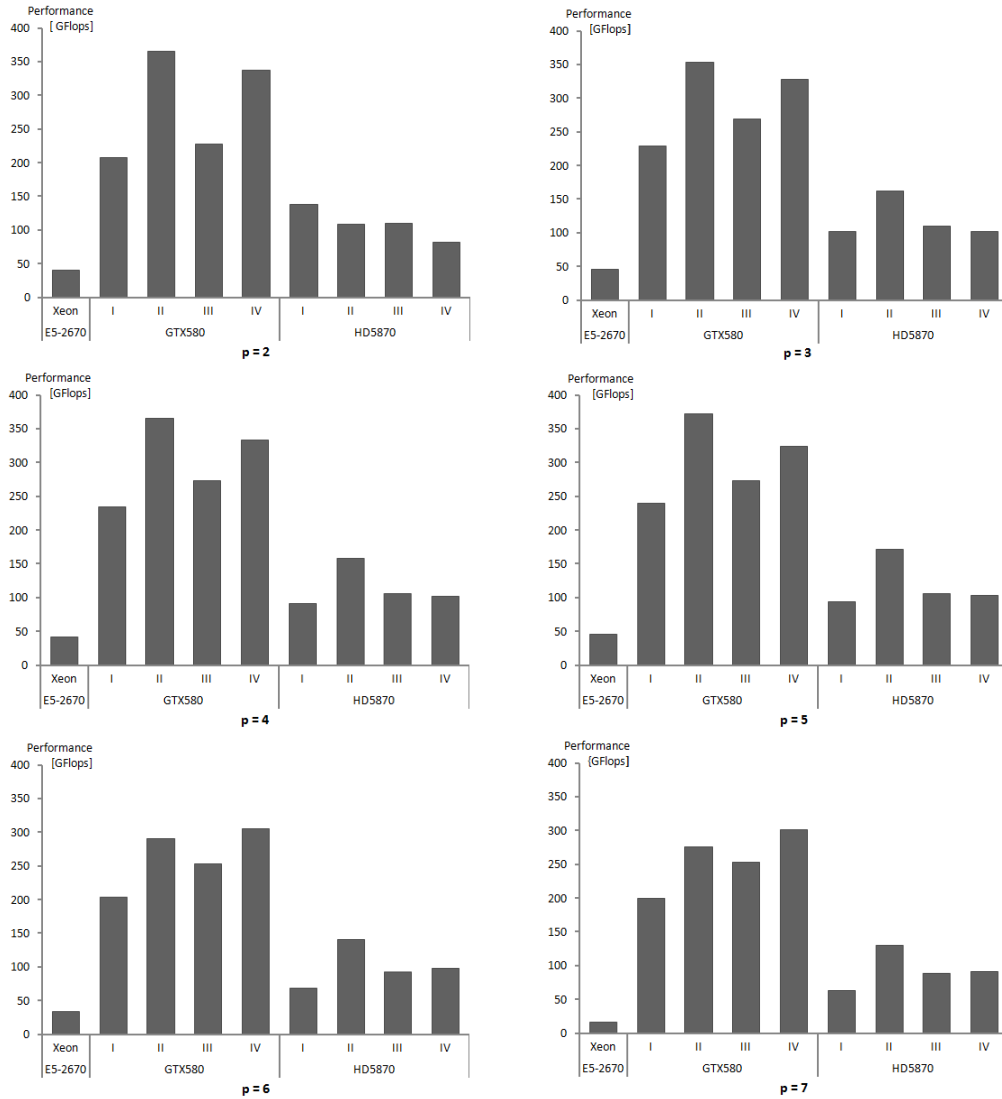 Performance
[ GFlops]
400
350
300
250
200
150
100
50
0
Xeon I II III IV I II III IV
E5-2670 GTX580 HD5870
p = 2
Performance
[GFlops]
400
350
300
250
200
150
100
50
0
Xeon I II III IV I II III IV
E5-2670 GTX580 HD5870
p = 3
Performance
[GFlops]
400
350
300
250
200
150
100
50
0
Xeon I II III IV I II III IV
E5-2670 GTX580 HD5870
p = 4
Performance
[GFlops]
400
350
300
250
200
150
100
50
0
Xeon I II III IV I II III IV
E5-2670 GTX580 HD5870
p = 5
Performance
[GFlops]
400
350
300
250
200
150
100
50
0
Xeon I II III IV I II III IV
E5-2670 GTX580 HD5870
p = 6
Performance
{GFlops]
400
350
300
250
200
150
100
50
0
Xeon I II III IV I II III IV
E5-2670 GTX580 HD5870
p = 7